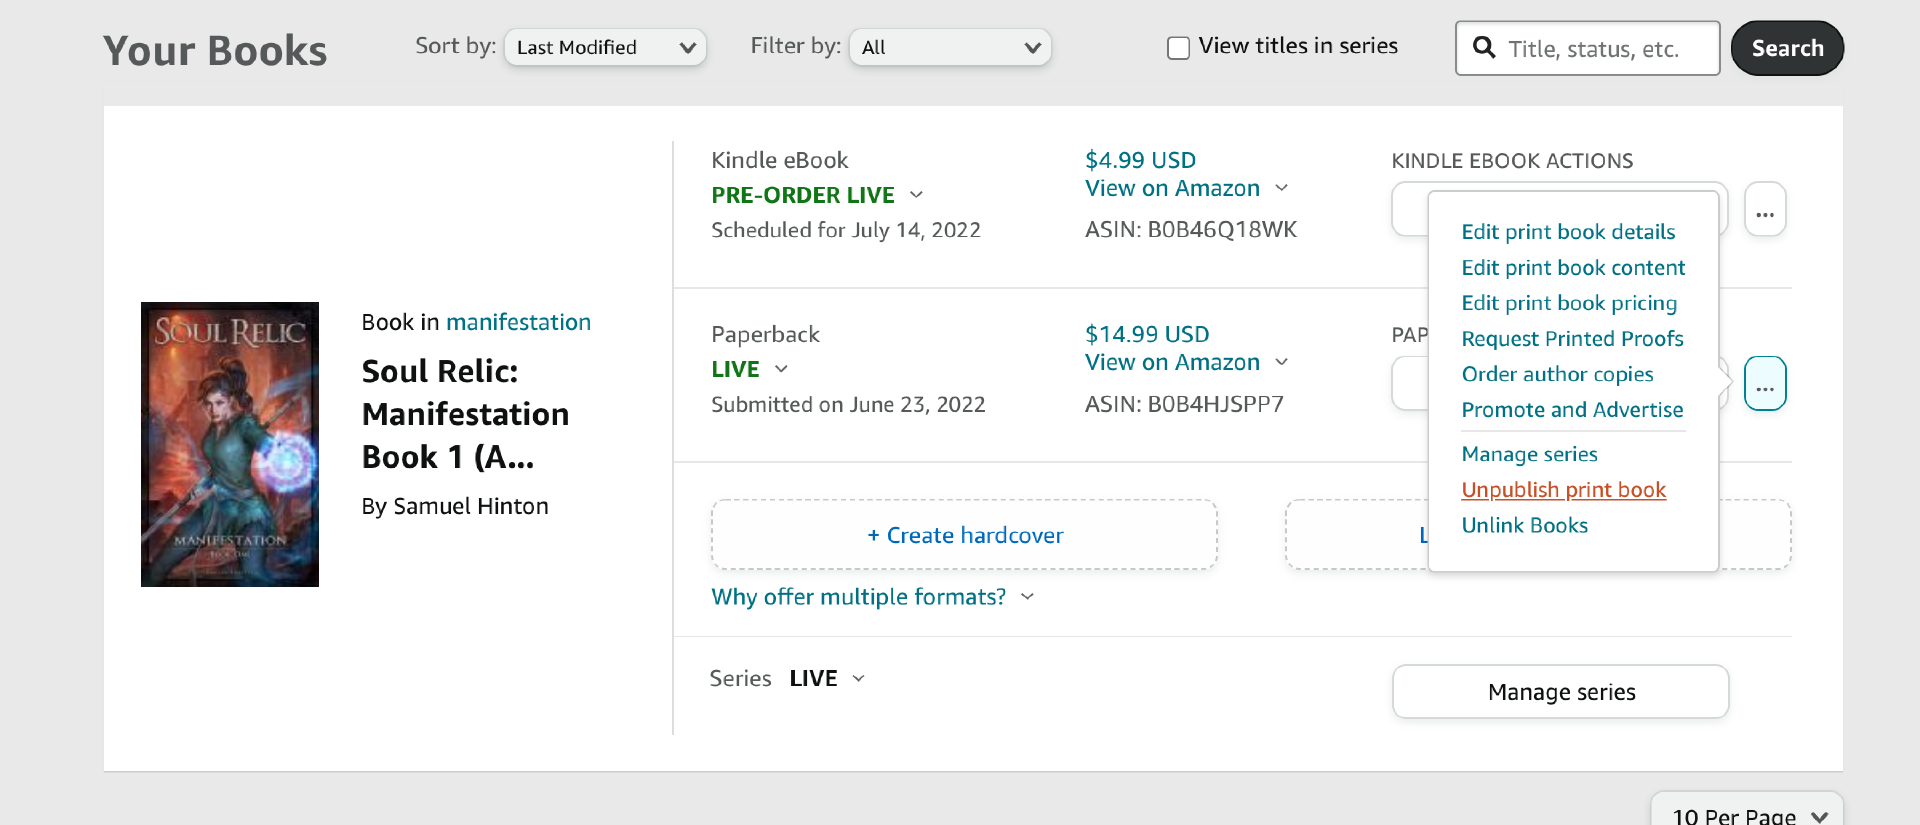 Your Books
Sort by: Last Modified
Filter by: All
View titles in series
Title, status, etc.
Search
SOUL RELIC
MANIFESTATION
Book in manifestation
Soul Relic:
Manifestation
Book 1 (A...
By Samuel Hinton
Kindle eBook
PRE-ORDER LIVE
Scheduled for July 14, 2022
$4.99 USD
View on Amazon
ASIN: B0B46Q18WK
KINDLE EBOOK ACTIONS
...
Paperback
LIVE
Submitted on June 23, 2022
$14.99 USD
View on Amazon
ASIN: B0B4HJSPP7
PAP
...
Edit print book details
Edit print book content
Edit print book pricing
Request Printed Proofs
Order author copies
Promote and Advertise
Manage series
Unpublish print book
Unlink Books
+ Create hardcover
Why offer multiple formats?
Series LIVE
Manage series
10 Per Page